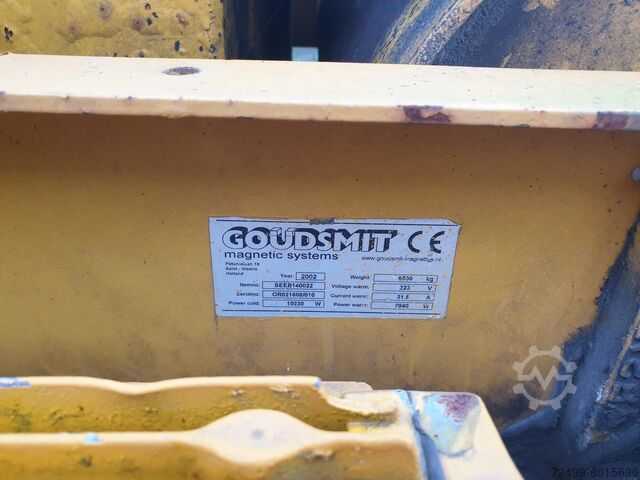 GOUDSMIT CE
magnetic systems www.goudsmit-magnetics.nl
Petunialaan 19
Aalst - Waalre
Holland
Year: 2002 Weight: 6500 kg
Itemno: SEEB140022 Voltage warm: 223 V
Serialno: OR021608/010 Current warm: 31.5 A
Power cold: 10230 W Power warm: 7040 W
72499-8015636